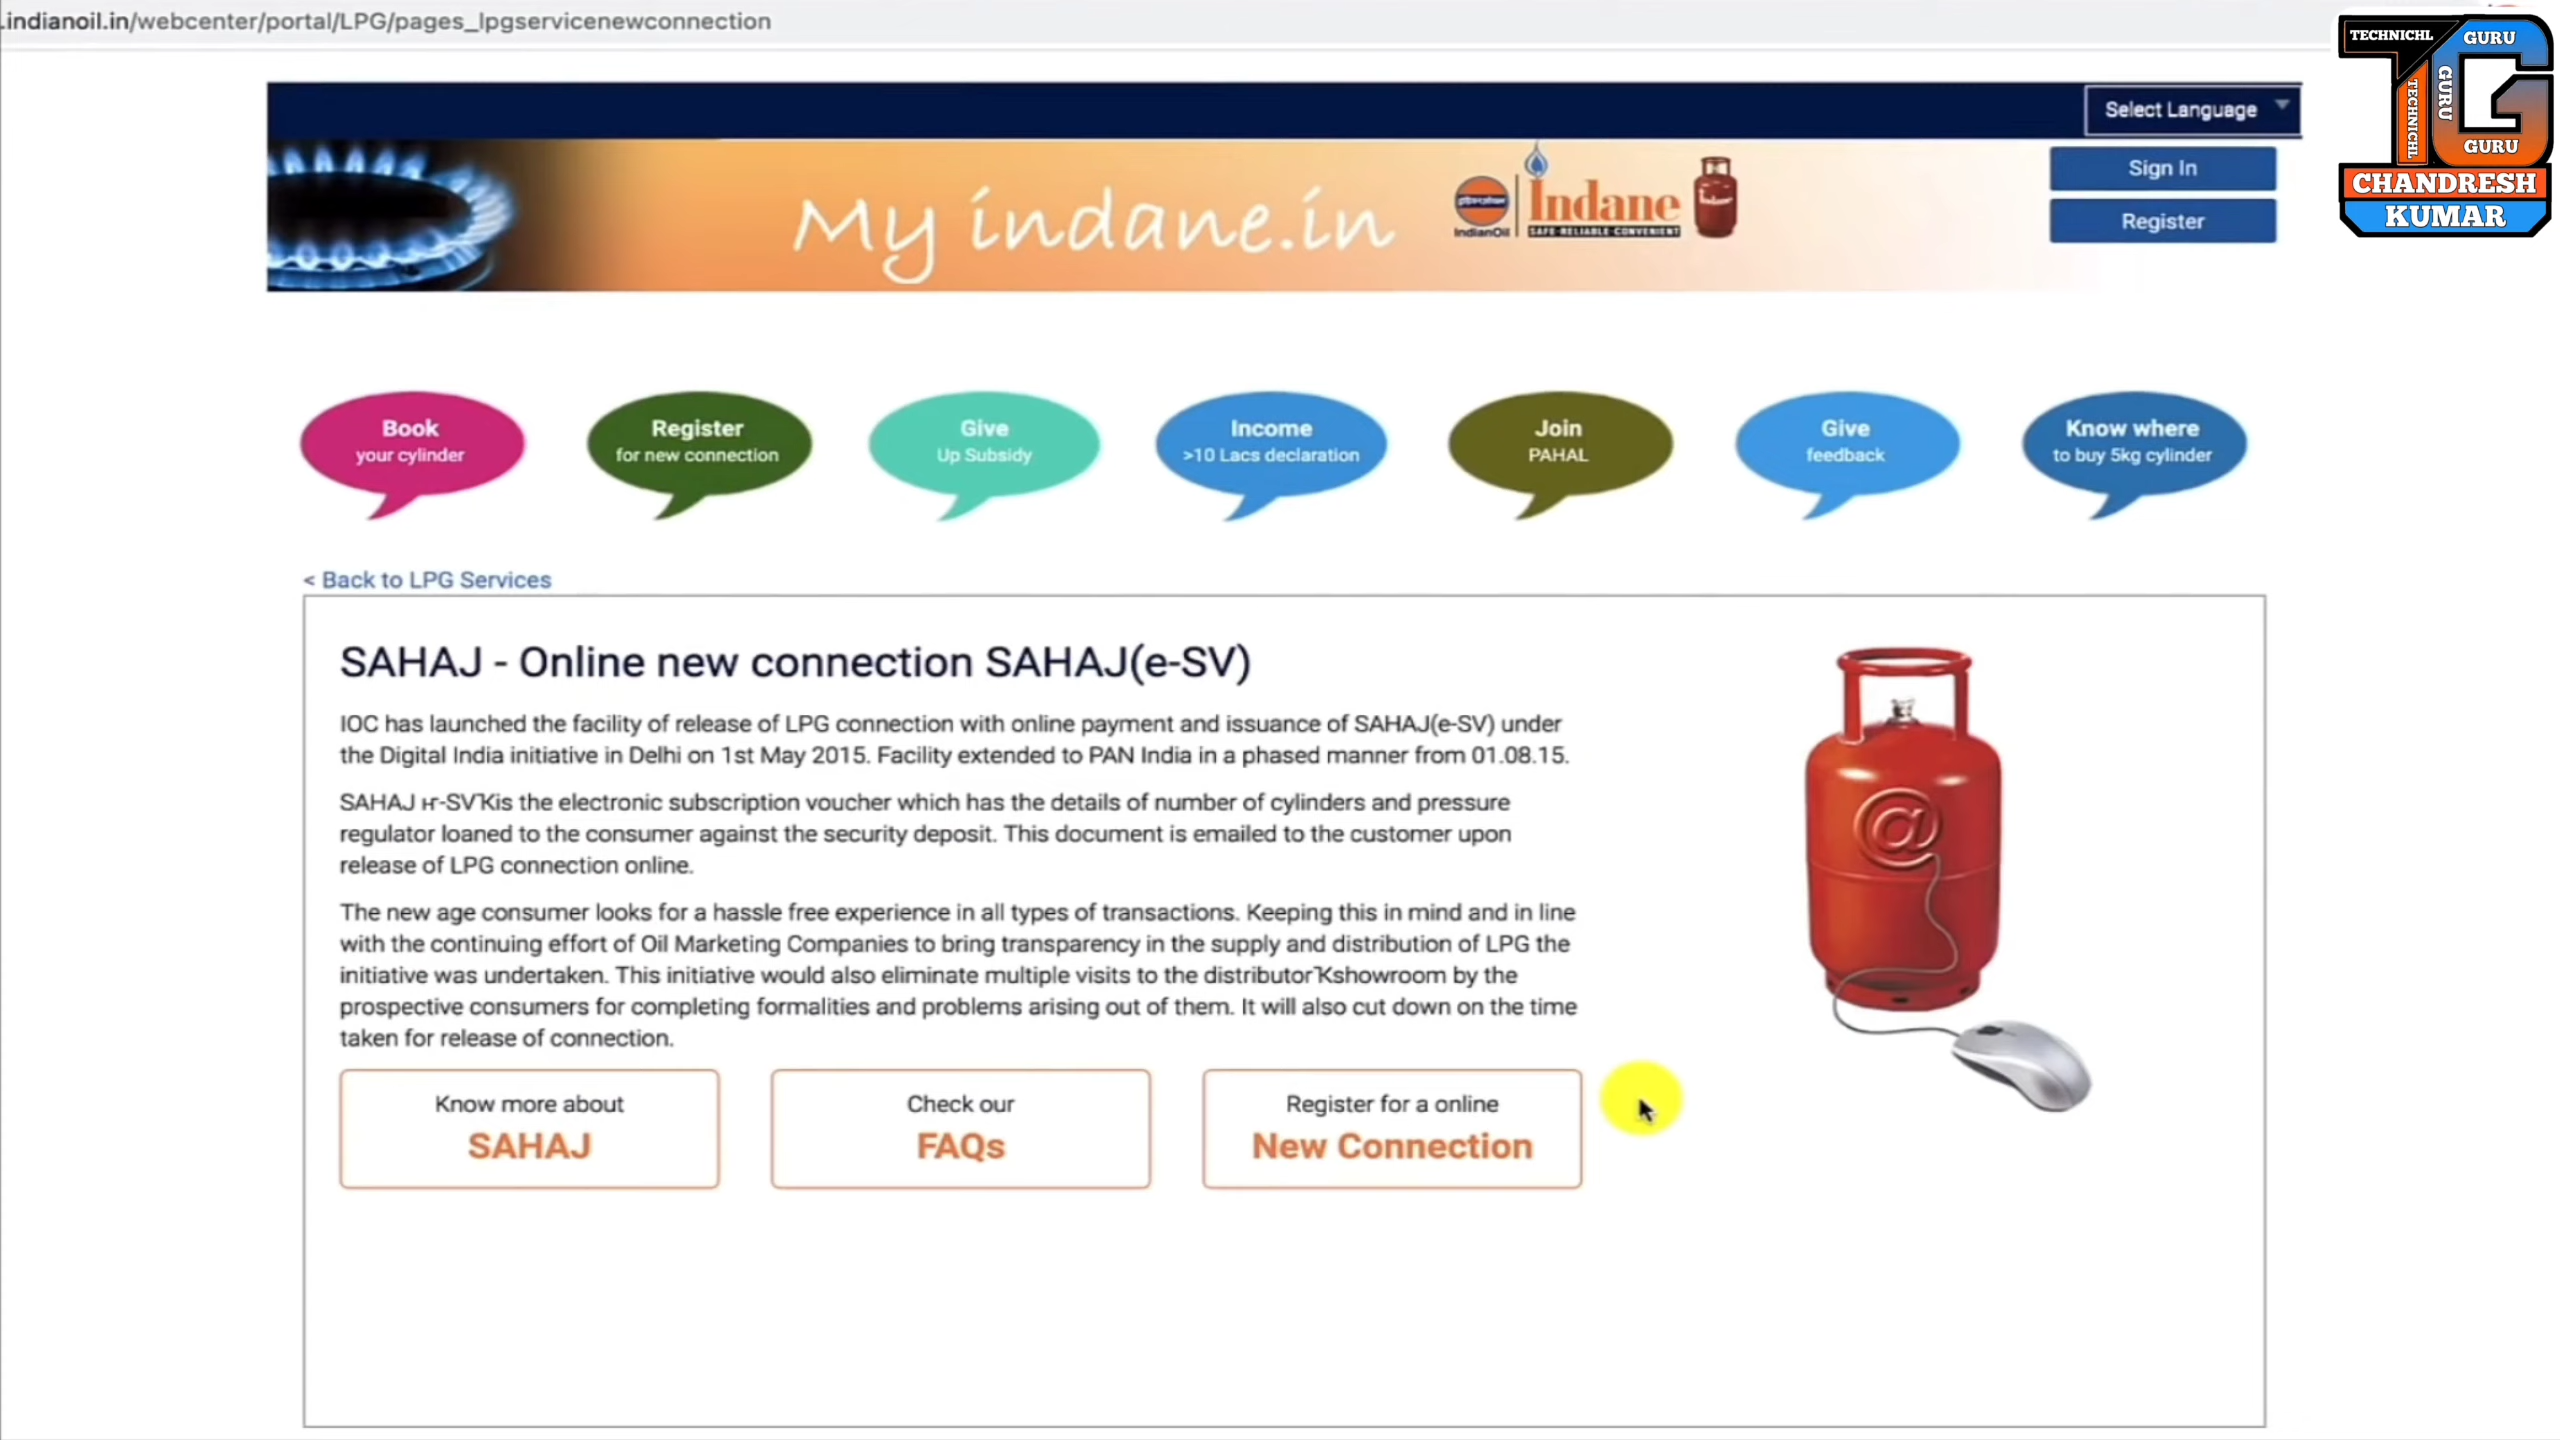 .indianoil.in/webcenter/portal/LPG/pages_lpgservicenewconnection
TECHNICHL GURU
TECHNICHL
GURU
GURU
CHANDRESH
KUMAR
Select Language
My indane.in
IndianOil
Indane
SAFE·RELIABLE·CONVENIENT
Sign In
Register
Book
your cylinder
Register
for new connection
Give
Up Subsidy
Income
>10 Lacs declaration
Join
PAHAL
Give
feedback
Know where
to buy 5kg cylinder
< Back to LPG Services
SAHAJ - Online new connection SAHAJ(e-SV)
IOC has launched the facility of release of LPG connection with online payment and issuance of SAHAJ(e-SV) under
the Digital India initiative in Delhi on 1st May 2015. Facility extended to PAN India in a phased manner from 01.08.15.
SAHAJ is the electronic subscription voucher which has the details of number of cylinders and pressure
regulator loaned to the consumer against the security deposit. This document is emailed to the customer upon
release of LPG connection online.
The new age consumer looks for a hassle free experience in all types of transactions. Keeping this in mind and in line
with the continuing effort of Oil Marketing Companies to bring transparency in the supply and distribution of LPG the
initiative was undertaken. This initiative would also eliminate multiple visits to the distributorҠshowroom by the
prospective consumers for completing formalities and problems arising out of them. It will also cut down on the time
taken for release of connection.
@
Know more about
SAHAJ
Check our
FAQs
Register for a online
New Connection